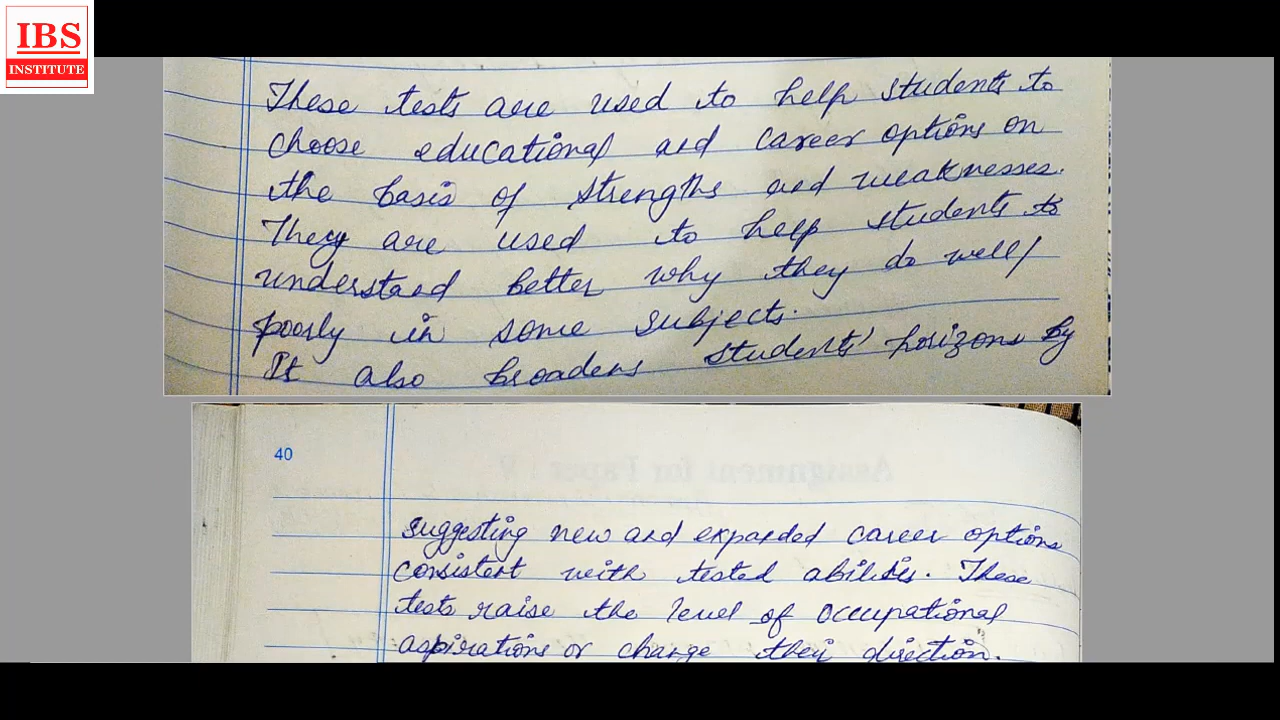 IBS
INSTITUTE
These tests are used to help students to
choose educational and career options on
the basis of strengths and weaknesses.
They are used to help students to
understand better why they do well/
poorly in some subjects.
It also broadens students' horizons by
40
suggesting new and expanded career options
consistent with tested abilities. These
tests raise the level of occupational
aspirations or change their direction.